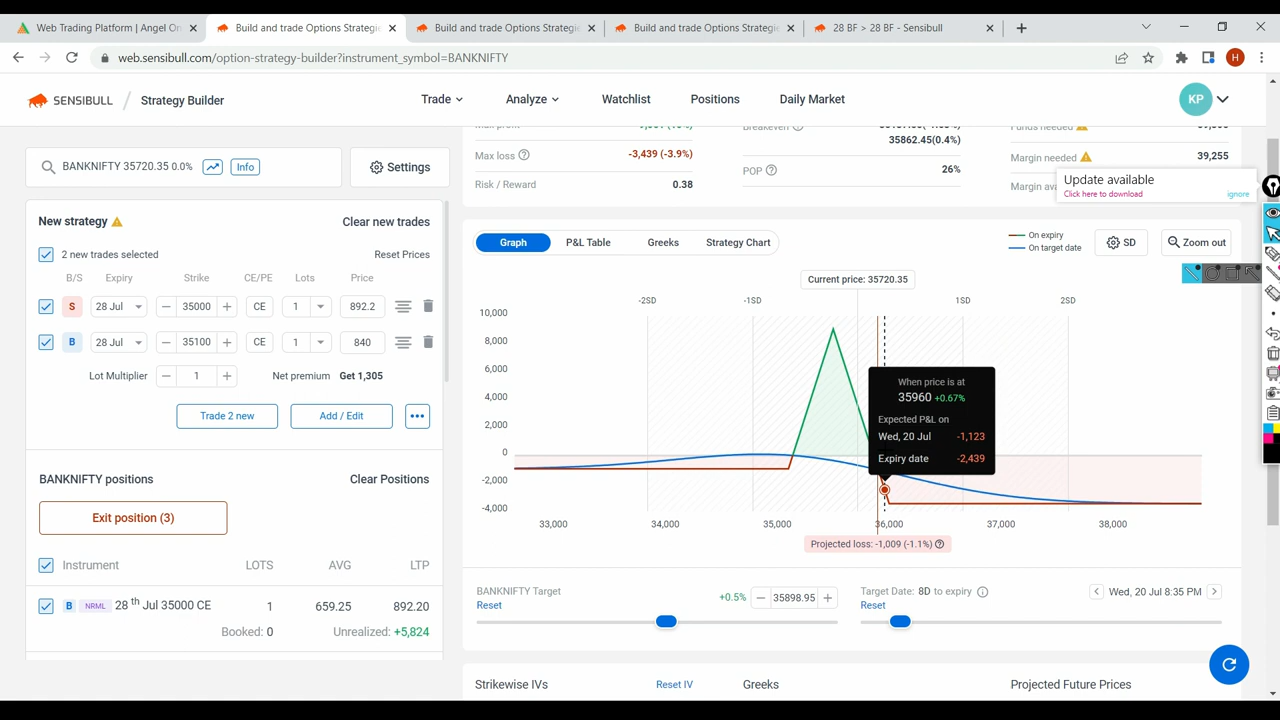 Web Trading Platform | Angel On
Build and trade Options Strategie
Build and trade Options Strategie
Build and trade Options Strategie
28 BF > 28 BF - Sensibull
web.sensibull.com/option-strategy-builder?instrument_symbol=BANKNIFTY
H
SENSIBULL / Strategy Builder
Trade
Analyze
Watchlist
Positions
Daily Market
KP
BANKNIFTY 35720.35 0.0%
Info
Settings
Breakeven
35862.45(0.4%)
Max loss
-3,439 (-3.9%)
Risk / Reward
0.38
POP
26%
Funds needed
Margin needed
39,255
Update available
Click here to download
ignore
New strategy
Clear new trades
2 new trades selected
Reset Prices
B/S Expiry Strike CE/PE Lots Price
S 28 Jul - 35000 + CE 1 892.2
B 28 Jul - 35100 + CE 1 840
Lot Multiplier - 1 + Net premium Get 1,305
Trade 2 new
Add / Edit
BANKNIFTY positions
Clear Positions
Exit position (3)
Instrument LOTS AVG LTP
B NRML 28 th Jul 35000 CE 1 659.25 892.20
Booked: 0 Unrealized: +5,824
Graph
P&L Table
Greeks
Strategy Chart
On expiry
On target date
SD
Zoom out
Current price: 35720.35
-2SD
-1SD
1SD
2SD
10,000
8,000
6,000
4,000
2,000
0
-2,000
-4,000
When price is at
35960 +0.67%
Expected P&L on
Wed, 20 Jul -1,123
Expiry date -2,439
33,000
34,000
35,000
36,000
37,000
38,000
Projected loss: -1,009 (-1.1%)
BANKNIFTY Target
+0.5% - 35898.95 +
Reset
Target Date: 8D to expiry
Wed, 20 Jul 8:35 PM
Reset
Strikewise IVs
Reset IV
Greeks
Projected Future Prices